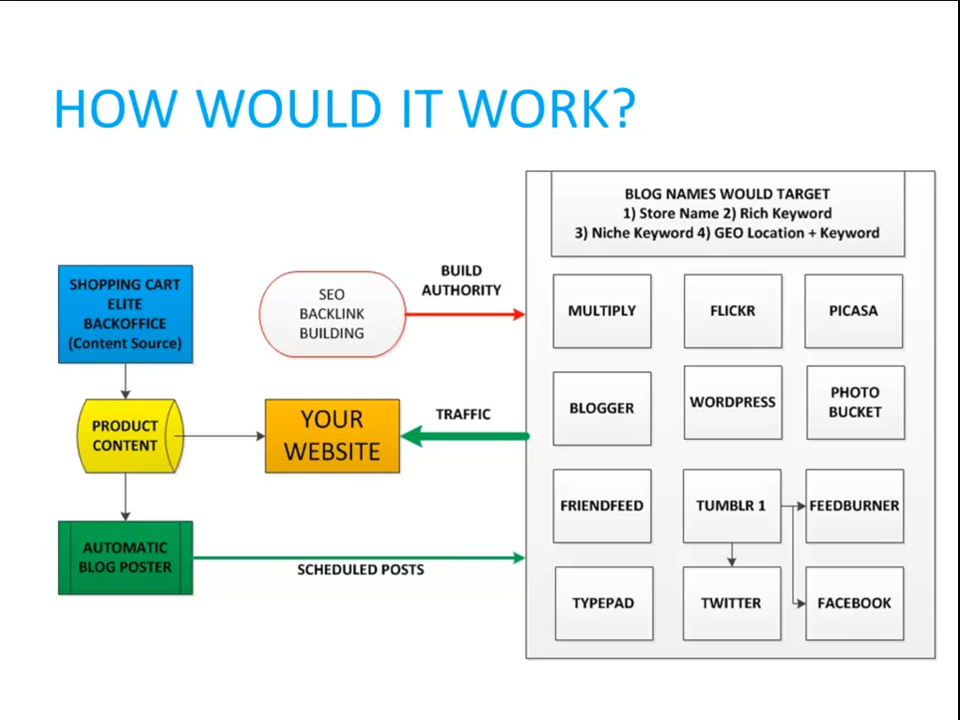 HOW WOULD IT WORK?
BLOG NAMES WOULD TARGET
1) Store Name 2) Rich Keyword
3) Niche Keyword 4) GEO Location + Keyword
SHOPPING CART
ELITE
BACKOFFICE
(Content Source)
SEO
BACKLINK
BUILDING
BUILD
AUTHORITY
MULTIPLY
FLICKR
PICASA
PRODUCT
CONTENT
YOUR
WEBSITE
TRAFFIC
BLOGGER
WORDPRESS
PHOTO
BUCKET
FRIENDFEED
TUMBLR 1
FEEDBURNER
AUTOMATIC
BLOG POSTER
SCHEDULED POSTS
TYPEPAD
TWITTER
FACEBOOK